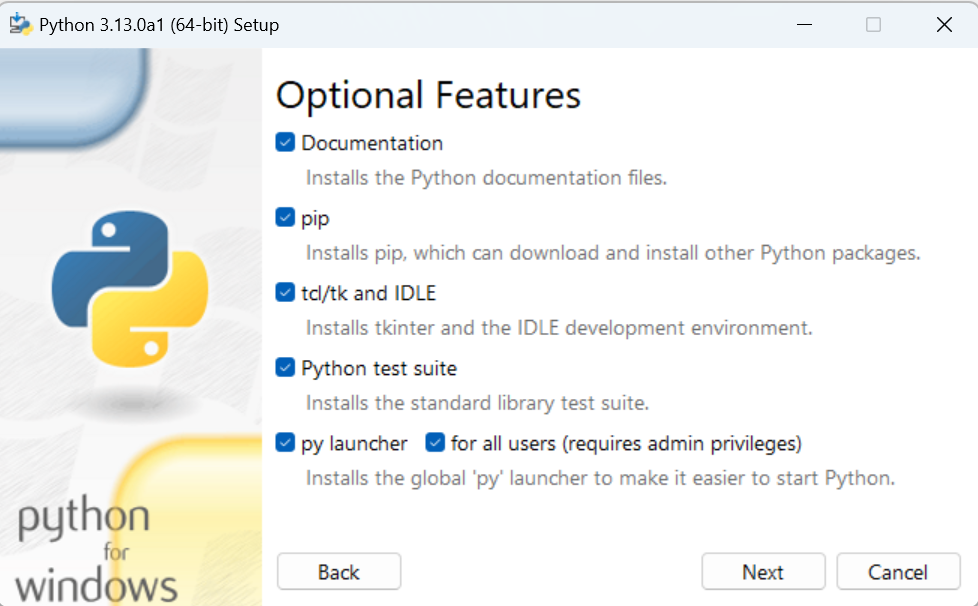 Python 3.13.0a1 (64-bit) Setup
Optional Features
Documentation
Installs the Python documentation files.
pip
Installs pip, which can download and install other Python packages.
tcl/tk and IDLE
Installs tkinter and the IDLE development environment.
Python test suite
Installs the standard library test suite.
py launcher for all users (requires admin privileges)
Installs the global 'py' launcher to make it easier to start Python.
python
for
windows
Back Next Cancel